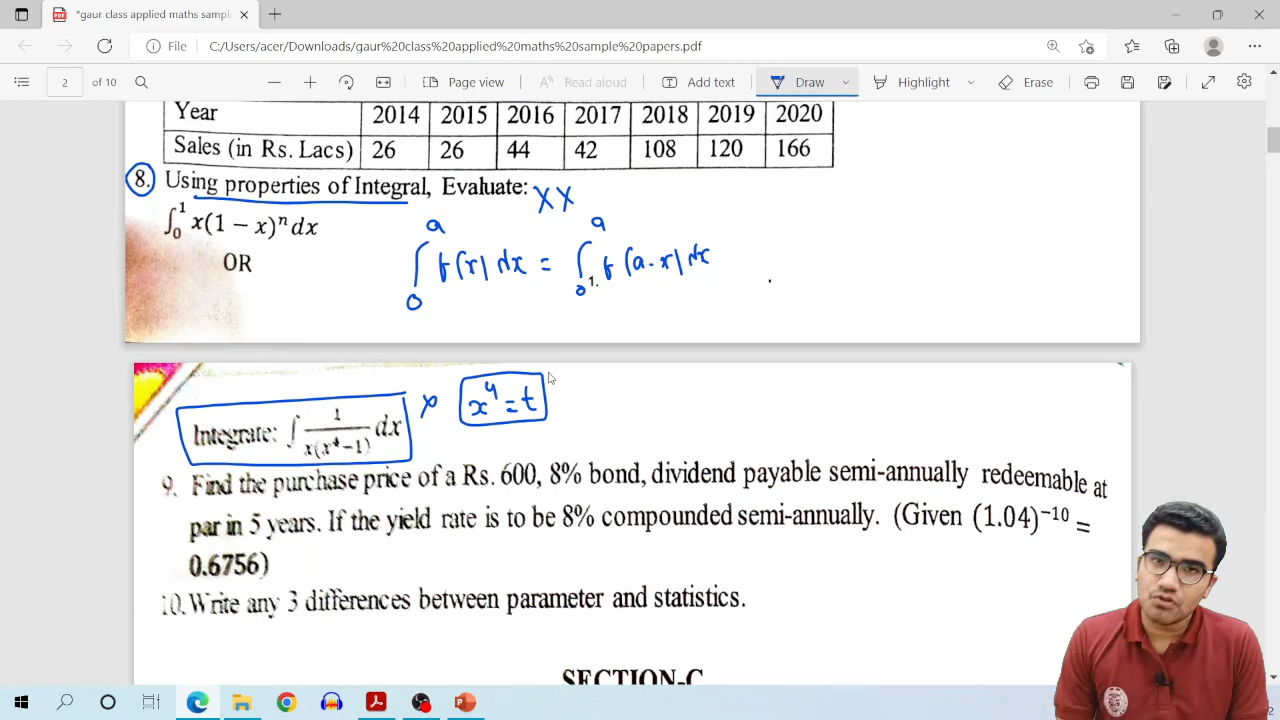 *gaur class applied maths sampl
File C:/Users/acer/Downloads/gaur%20class%20applied%20maths%20sample%20papers.pdf
2 of 10 Page view Read aloud Add text Draw Highlight Erase
Year 2014 2015 2016 2017 2018 2019 2020
Sales (in Rs. Lacs) 26 26 44 42 108 120 166
8. Using properties of Integral, Evaluate: XX
∫₀¹ x(1 − x)ⁿ dx
OR
∫₀ᵃ f(x) dx = ∫₀ᵃ f(a-x) dx
1.
Integrate: ∫ 1/(x(x⁴−1)) dx x x⁴ = t
9. Find the purchase price of a Rs. 600, 8% bond, dividend payable semi-annually redeemable at
par in 5 years. If the yield rate is to be 8% compounded semi-annually. (Given (1.04)⁻¹⁰ =
0.6756)
10. Write any 3 differences between parameter and statistics.
SECTION-C
2